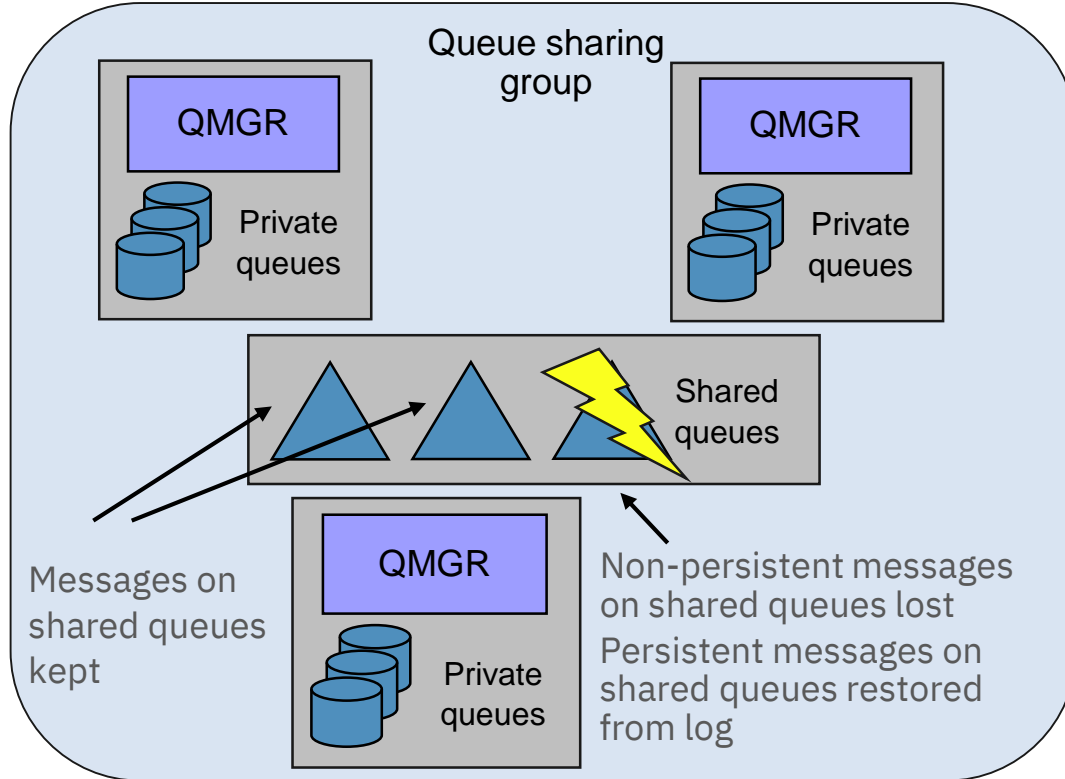 Queue sharing
group
QMGR
Private
queues
QMGR
Private
queues
Shared
queues
Messages on
shared queues
kept
QMGR
Private
queues
Non-persistent messages
on shared queues lost
Persistent messages on
shared queues restored
from log